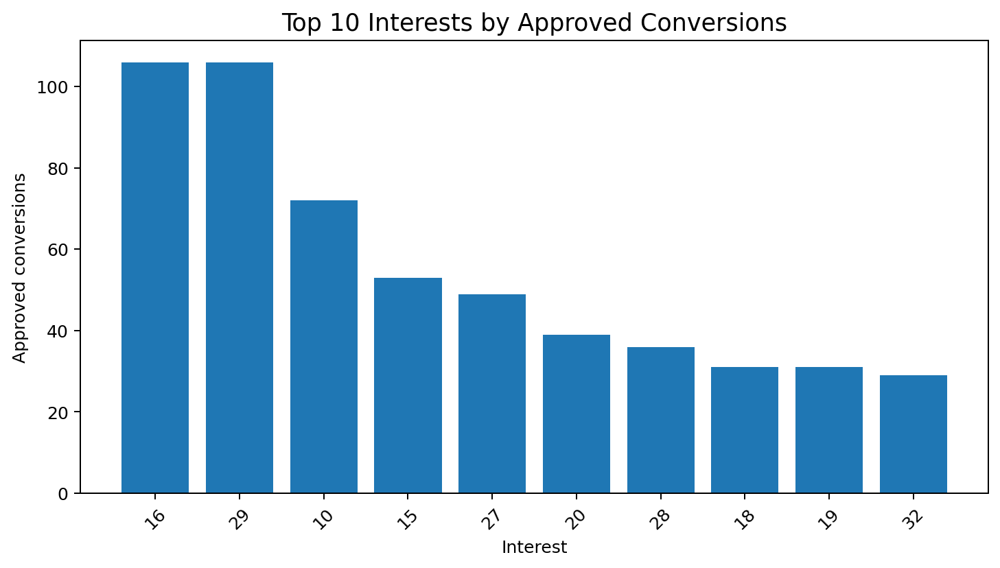 Top 10 Interests by Approved Conversions
Approved conversions
100
80
60
40
20
0
16 29 10 15 27 20 28 18 19 32
Interest